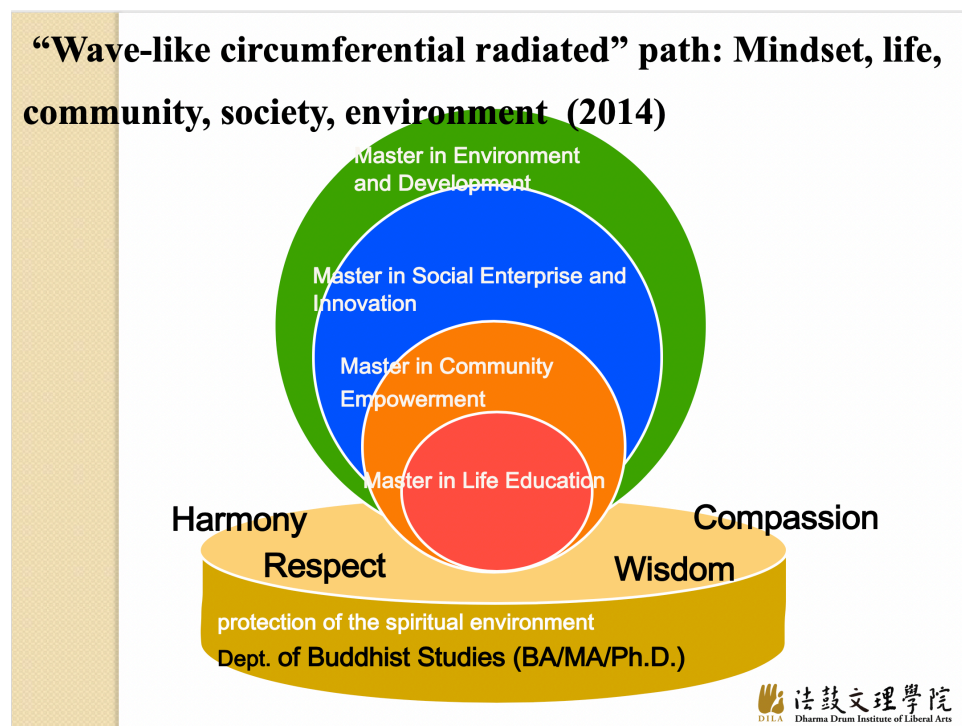 “Wave-like circumferential radiated” path: Mindset, life,
community, society, environment (2014)
Master in Environment
and Development
Master in Social Enterprise and
Innovation
Master in Community
Empowerment
Master in Life Education
Harmony
Compassion
Respect
Wisdom
protection of the spiritual environment
Dept. of Buddhist Studies (BA/MA/Ph.D.)
法鼓文理學院
DILA Dharma Drum Institute of Liberal Arts